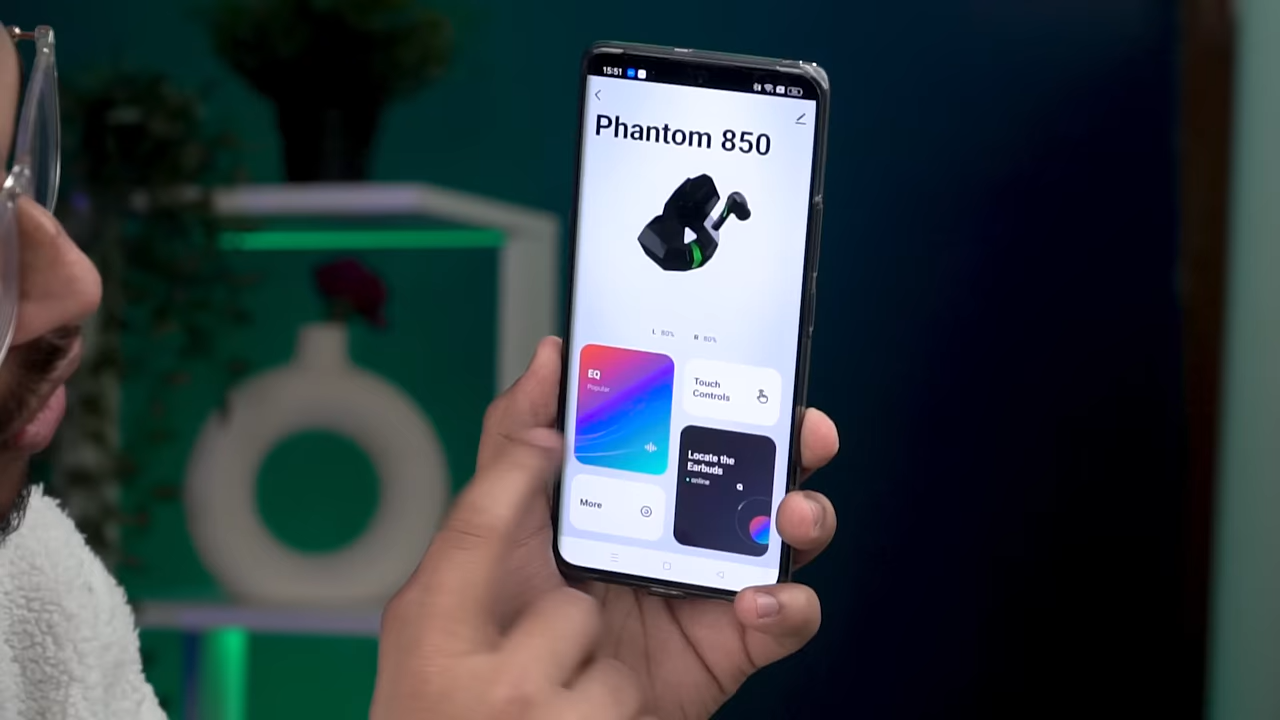 15:51
Phantom 850
L 80% R 80%
EQ
Popular
Touch
Controls
Locate the
Earbuds
online
More